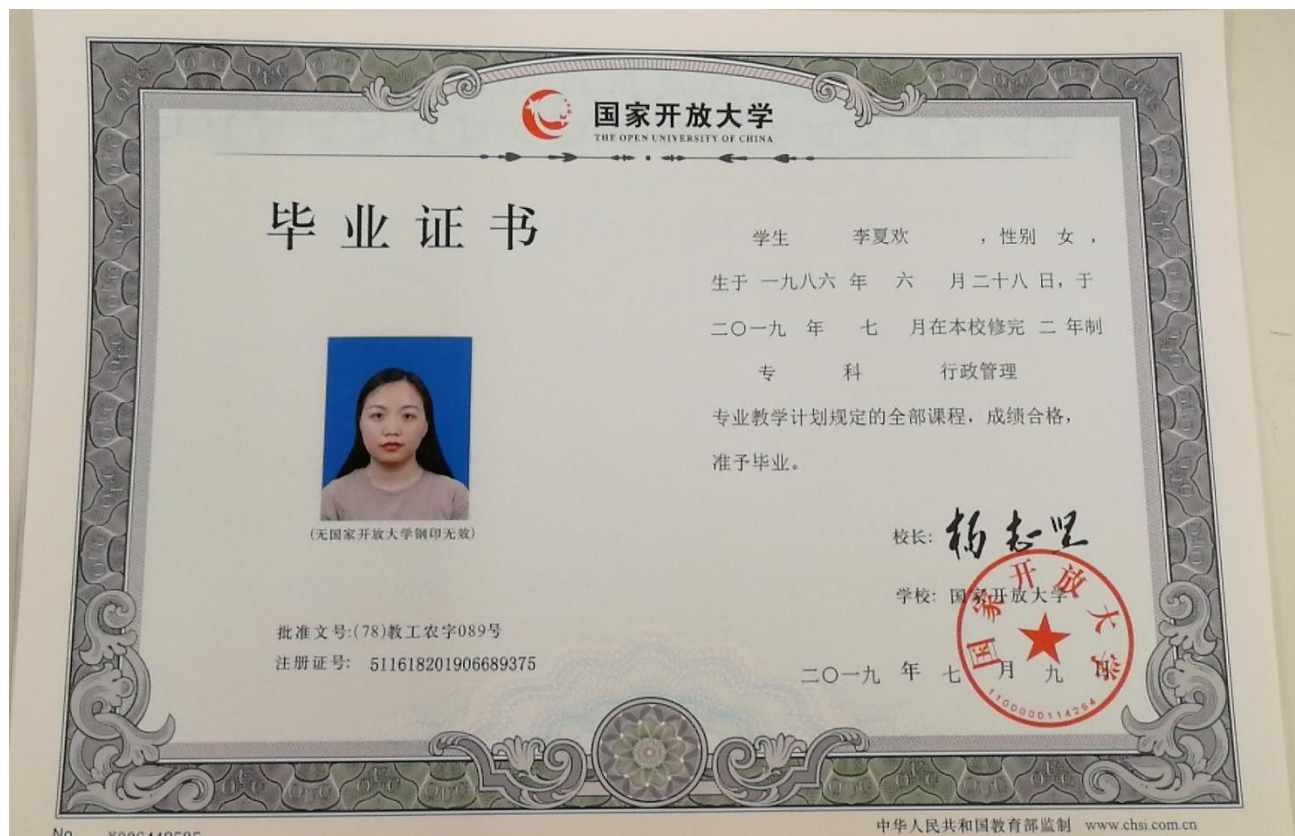 国家开放大学
THE OPEN UNIVERSITY OF CHINA
毕业证书
(无国家开放大学钢印无效)
批准文号:(78)教工农字089号
注册证号: 511618201906689375
学生 李夏欢 ，性别 女，
生于 一九八六 年 六 月二十八 日，于
二〇一九 年 七 月在本校修完 二 年制
专 科 行政管理
专业教学计划规定的全部课程，成绩合格，
准予毕业。
校长: 杨志坚
学校: 国家开放大学
二〇一九 年 七 月 九 日
国家开放大学
1100000114264
No
中华人民共和国教育部监制 www.chsi.com.cn